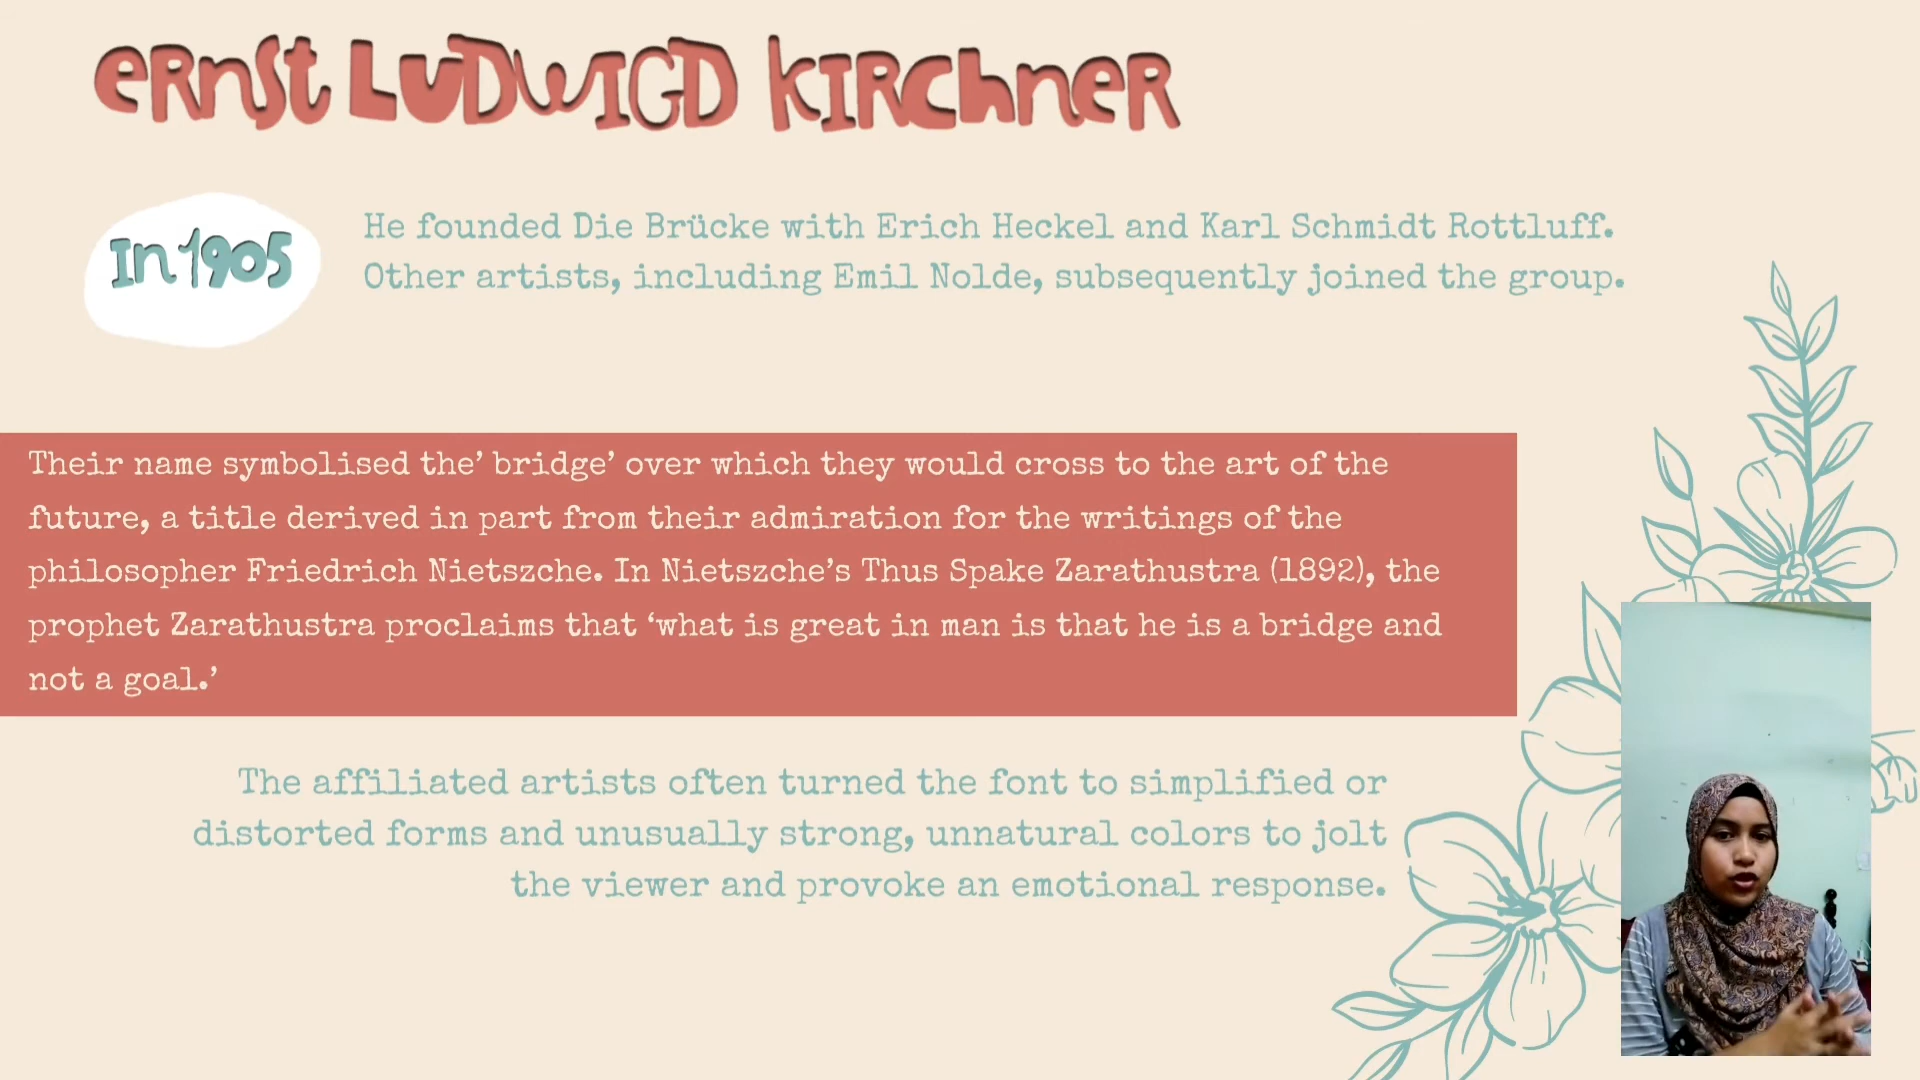 ernst LudwigD kirchner
In 1905
He founded Die Brücke with Erich Heckel and Karl Schmidt Rottluff.
Other artists, including Emil Nolde, subsequently joined the group.
Their name symbolised the’ bridge’ over which they would cross to the art of the
future, a title derived in part from their admiration for the writings of the
philosopher Friedrich Nietszche. In Nietszche’s Thus Spake Zarathustra (1892), the
prophet Zarathustra proclaims that ‘what is great in man is that he is a bridge and
not a goal.’
The affiliated artists often turned the font to simplified or
distorted forms and unusually strong, unnatural colors to jolt
the viewer and provoke an emotional response.